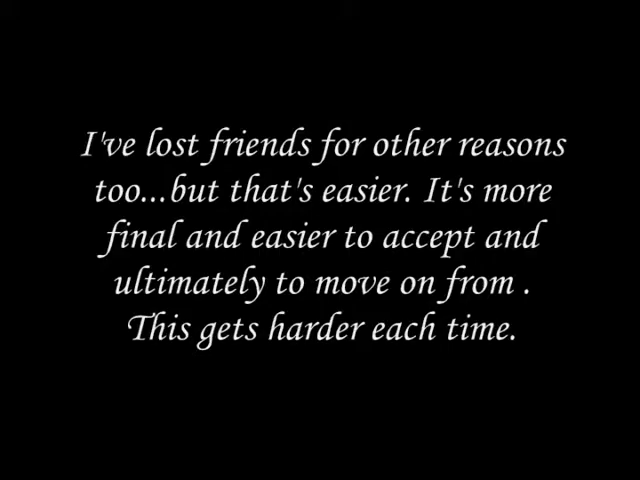 I've lost friends for other reasons
too...but that's easier. It's more
final and easier to accept and
ultimately to move on from .
This gets harder each time.